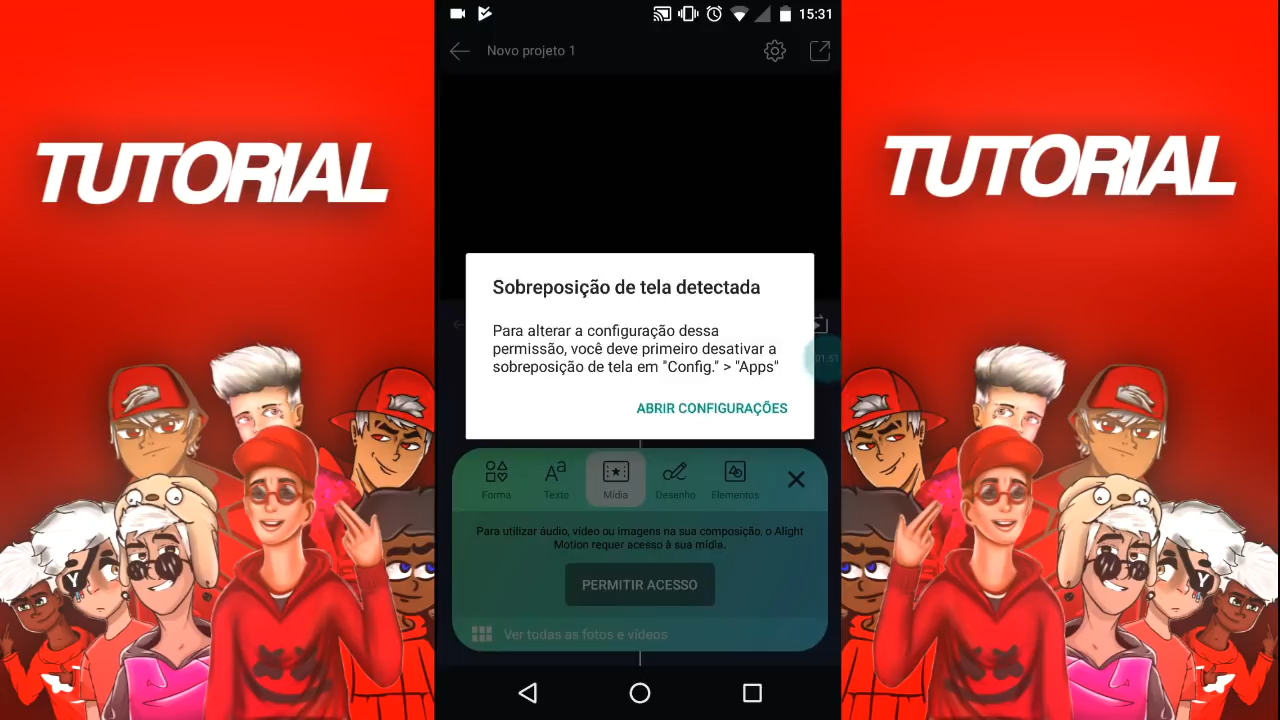 15:31
Novo projeto 1
TUTORIAL
TUTORIAL
Sobreposição de tela detectada
Para alterar a configuração dessa
permissão, você deve primeiro desativar a
sobreposição de tela em "Config." > "Apps"
01:51
ABRIR CONFIGURAÇÕES
Forma
Texto
Mídia
Desenho
Elementos
Para utilizar áudio, vídeo ou imagens na sua composição, o Alight
Motion requer acesso à sua mídia.
PERMITIR ACESSO
Ver todas as fotos e vídeos